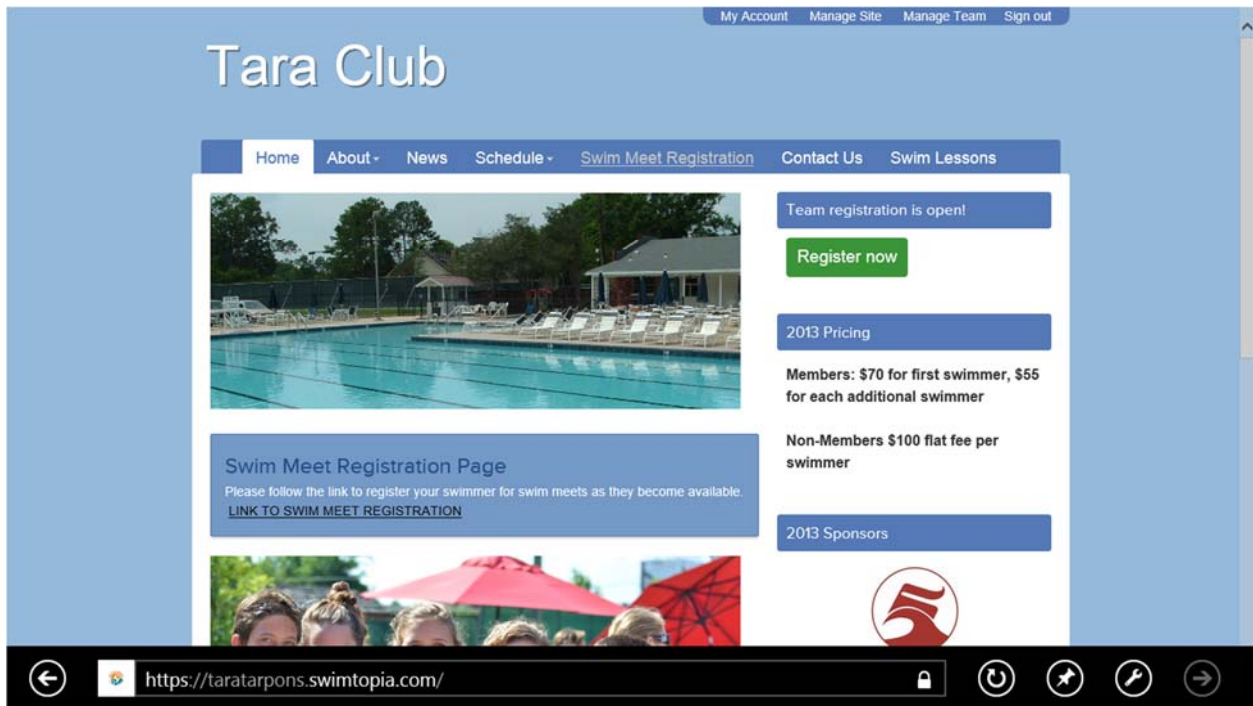 My Account Manage Site Manage Team Sign out
Tara Club
Home About News Schedule Swim Meet Registration Contact Us Swim Lessons
Team registration is open!
Register now
2013 Pricing
Members: $70 for first swimmer, $55
for each additional swimmer
Non-Members $100 flat fee per
swimmer
Swim Meet Registration Page
Please follow the link to register your swimmer for swim meets as they become available.
LINK TO SWIM MEET REGISTRATION
2013 Sponsors
https://taratarpons.swimtopia.com/